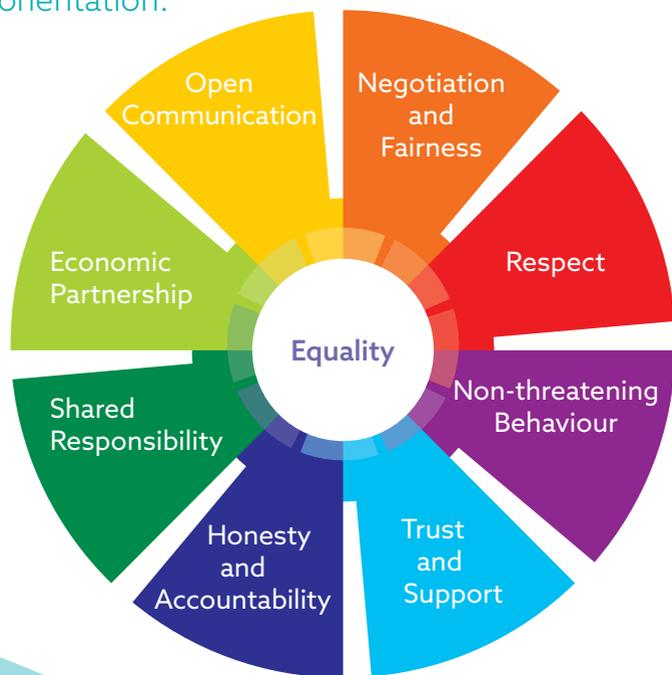 orientation.
Open
Communication
Negotiation
and
Fairness
Respect
Non-threatening
Behaviour
Trust
and
Support
Honesty
and
Accountability
Shared
Responsibility
Economic
Partnership
Equality